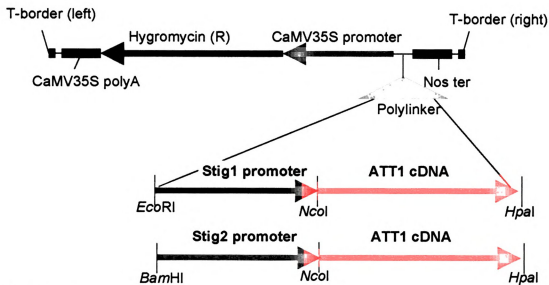 T-border (left)
T-border (right)
Hygromycin (R)
CaMV35S promoter
CaMV35S polyA
Nos ter
Polylinker
Stig1 promoter
ATT1 cDNA
EcoRI
NcoI
HpaI
Stig2 promoter
ATT1 cDNA
BamHI
NcoI
HpaI